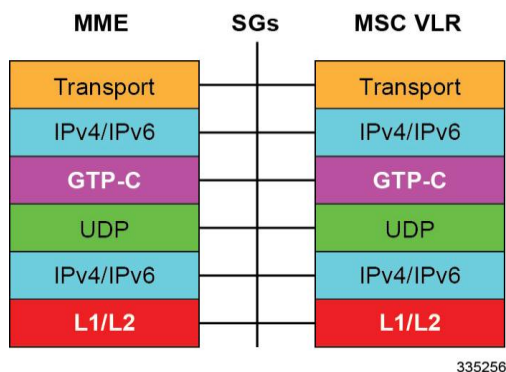 MME SGs MSC VLR
Transport Transport
IPv4/IPv6 IPv4/IPv6
GTP-C GTP-C
UDP UDP
IPv4/IPv6 IPv4/IPv6
L1/L2 L1/L2
335256